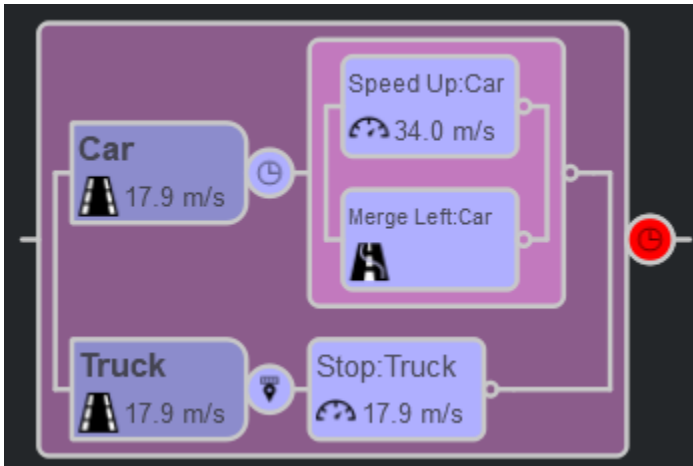 Speed Up:Car
34.0 m/s
Car
17.9 m/s
Merge Left:Car
Truck
17.9 m/s
Stop:Truck
17.9 m/s